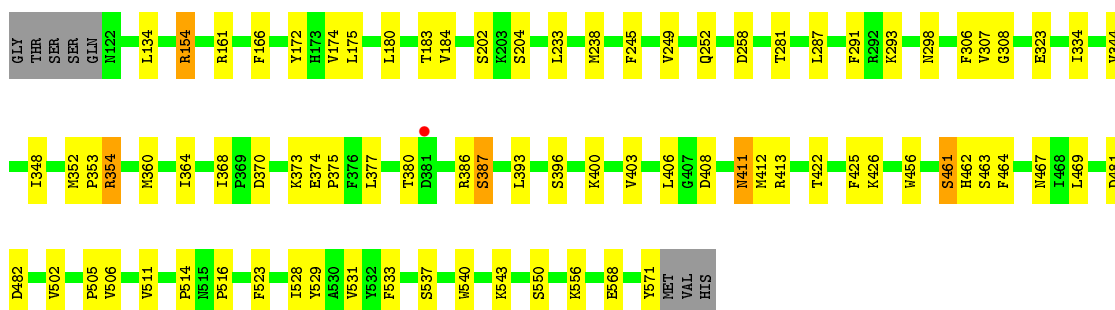 GLY THR SER SER GLN N122 L134 R154 R161 F166 Y172 H173 V174 L175 L180 T183 V184 S202 K203 S204 L233 M238 F245 V249 Q252 D258 T281 L287 F291 R292 K293 N298 F306 V307 G308 E323 I334 V344
I348 M352 P353 R354 M360 I364 I368 P369 D370 K373 E374 P375 F376 L377 T380 D381 R386 S387 L393 S396 K400 V403 L406 G407 D408 N411 M412 R413 T422 F425 K426 W456 S461 H462 S463 F464 N467 I468 L469 D481
D482 V502 P505 V506 V511 P514 N515 P516 F523 I528 Y529 A530 V531 Y532 F533 S537 W540 K543 S550 K556 E568 Y571 MET VAL HIS